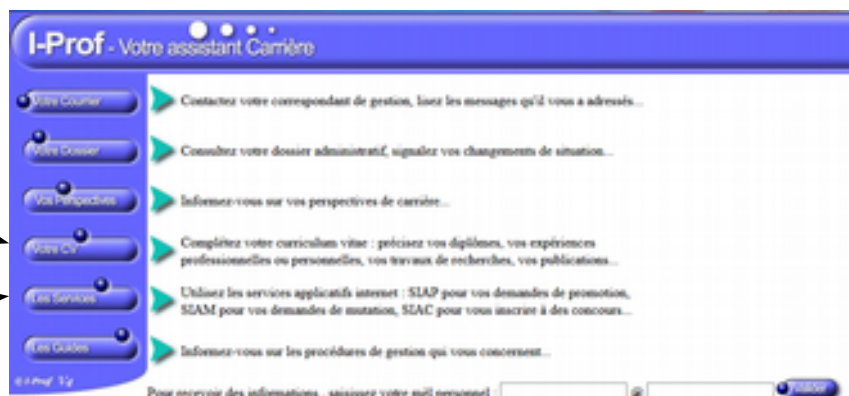 I-Prof - Votre assistant Carrière
Votre Courrier
Contactez votre correspondant de gestion, lisez les messages qu'il vous a adressés...
Votre Dossier
Consultez votre dossier administratif, signalez vos changements de situation...
Vos Perspectives
Informez-vous sur vos perspectives de carrière...
Votre CV
Complétez votre curriculum vitae : précisez vos diplômes, vos expériences
professionnelles ou personnelles, vos travaux de recherches, vos publications...
Les Services
Utilisez les services applicatifs internet : SIAP pour vos demandes de promotion,
SIAM pour vos demandes de mutation, SIAC pour vous inscrire à des concours...
Les Guides
Informez-vous sur les procédures de gestion qui vous concernent...
Pour recevoir des informations , saisissez votre mél personnel : @ Valider